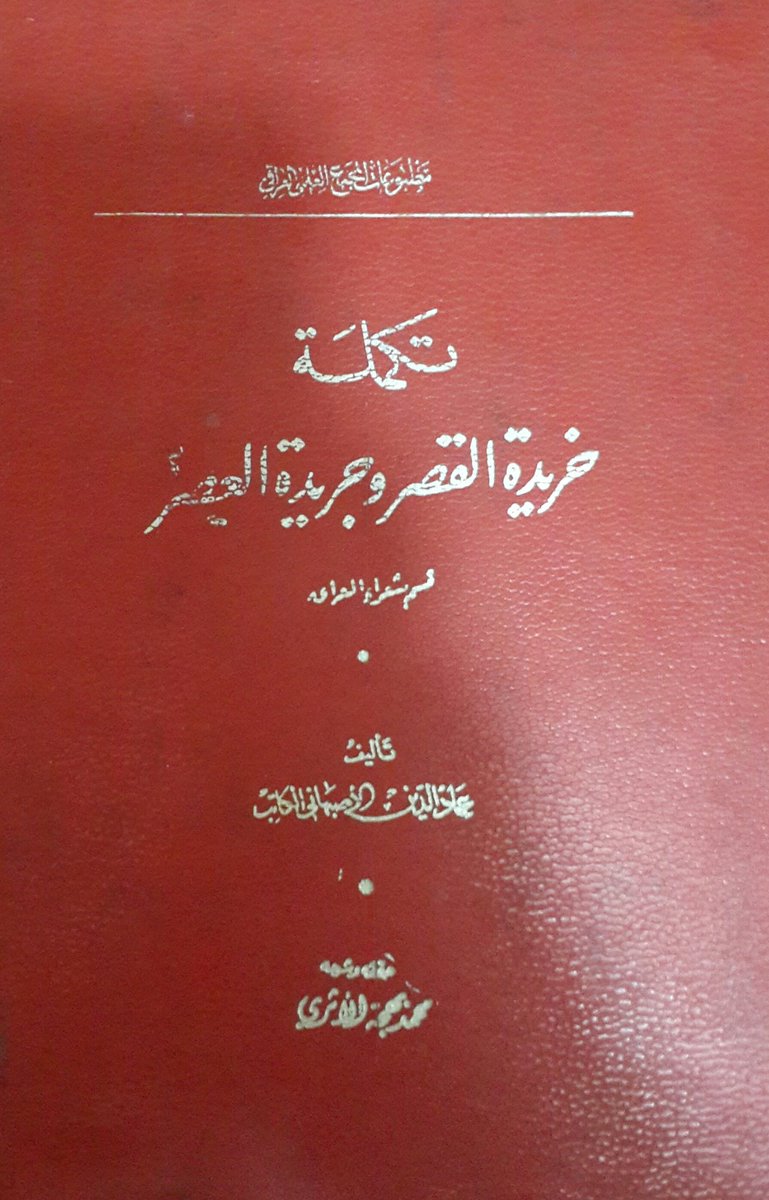 مطبوعات المجمع العلمي العراقي
تكملة
خريدة القصر وجريدة العصر
قسم شعراء العراق
تأليف
عماد الدين الأصبهاني الكاتب
حققه وشرحه
محمد بهجة الأثري